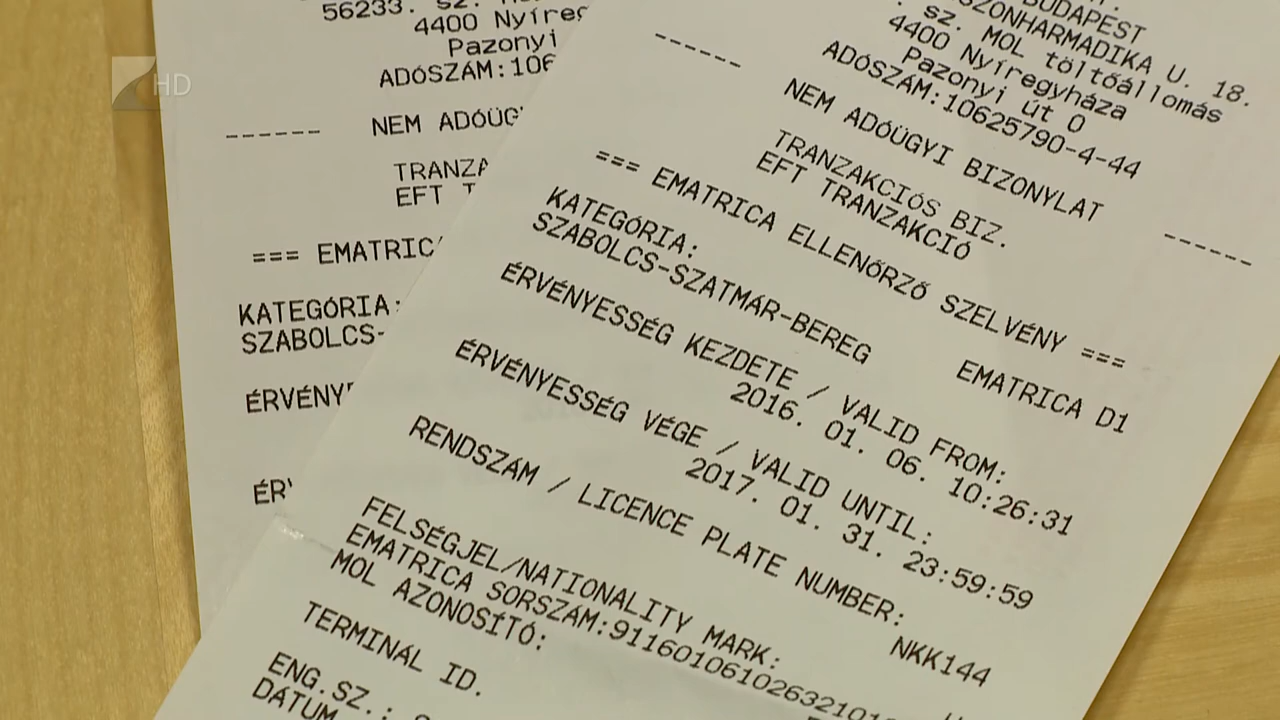 HD
56233. sz.
4400 Nyíreg
Pazonyi
ADÓSZÁM:106
------ NEM ADÓÜG
TRANZA
EFT T
=== EMATRIC
KATEGÓRIA:
SZABOLCS-
ÉRVÉNY
ÉRV
BUDAPEST
SZONHARMADIKA U. 18.
. sz. MOL töltőállomás
4400 Nyíregyháza
Pazonyi út 0
ADÓSZÁM:10625790-4-44
------ NEM ADÓÜGYI BIZONYLAT ------
TRANZAKCIÓS BIZ.
EFT TRANZAKCIÓ
=== EMATRICA ELLENŐRZŐ SZELVÉNY ===
KATEGÓRIA: EMATRICA D1
SZABOLCS-SZATMÁR-BEREG
ÉRVÉNYESSÉG KEZDETE / VALID FROM:
2016. 01. 06. 10:26:31
ÉRVÉNYESSÉG VÉGE / VALID UNTIL:
2017. 01. 31. 23:59:59
RENDSZÁM / LICENCE PLATE NUMBER:
NKK144
FELSÉGJEL/NATIONALITY MARK:
EMATRICA SORSZÁM:9116010610263210
MOL AZONOSÍTÓ:
TERMINÁL ID.
ENG.SZ.:
DÁTUM